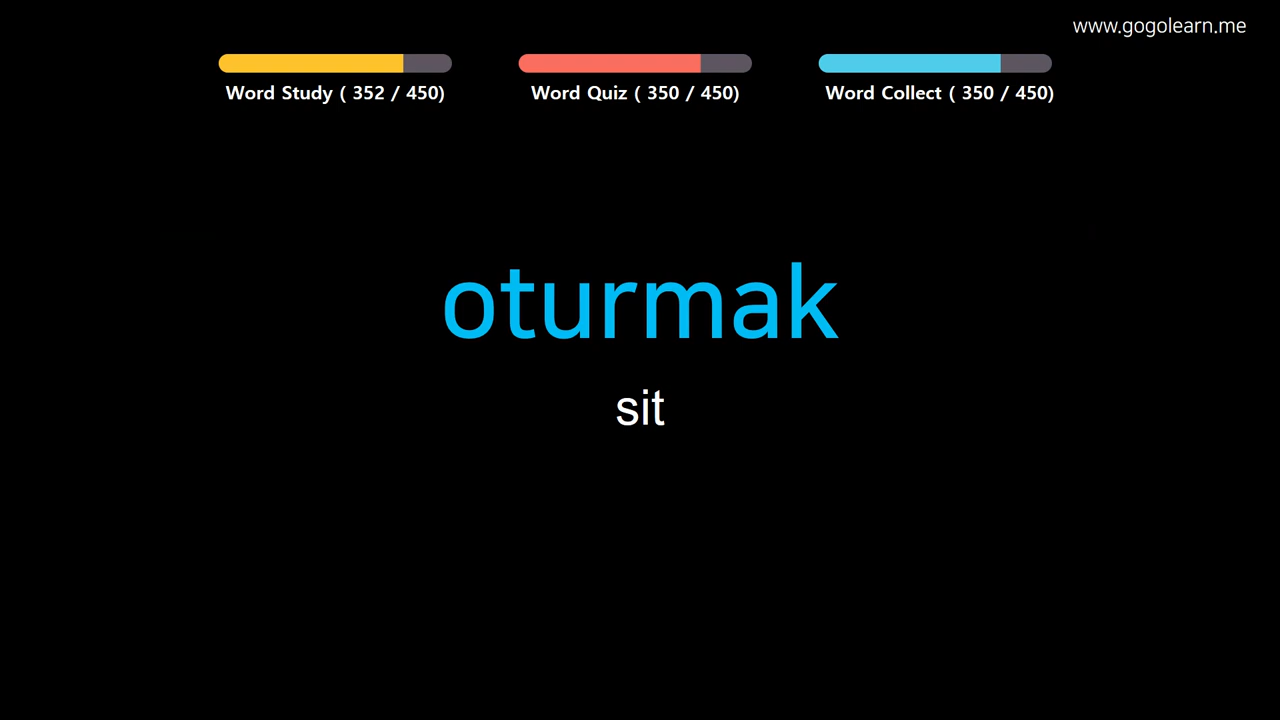 www.gogolearn.me
Word Study ( 352 / 450)
Word Quiz ( 350 / 450)
Word Collect ( 350 / 450)
oturmak
sit